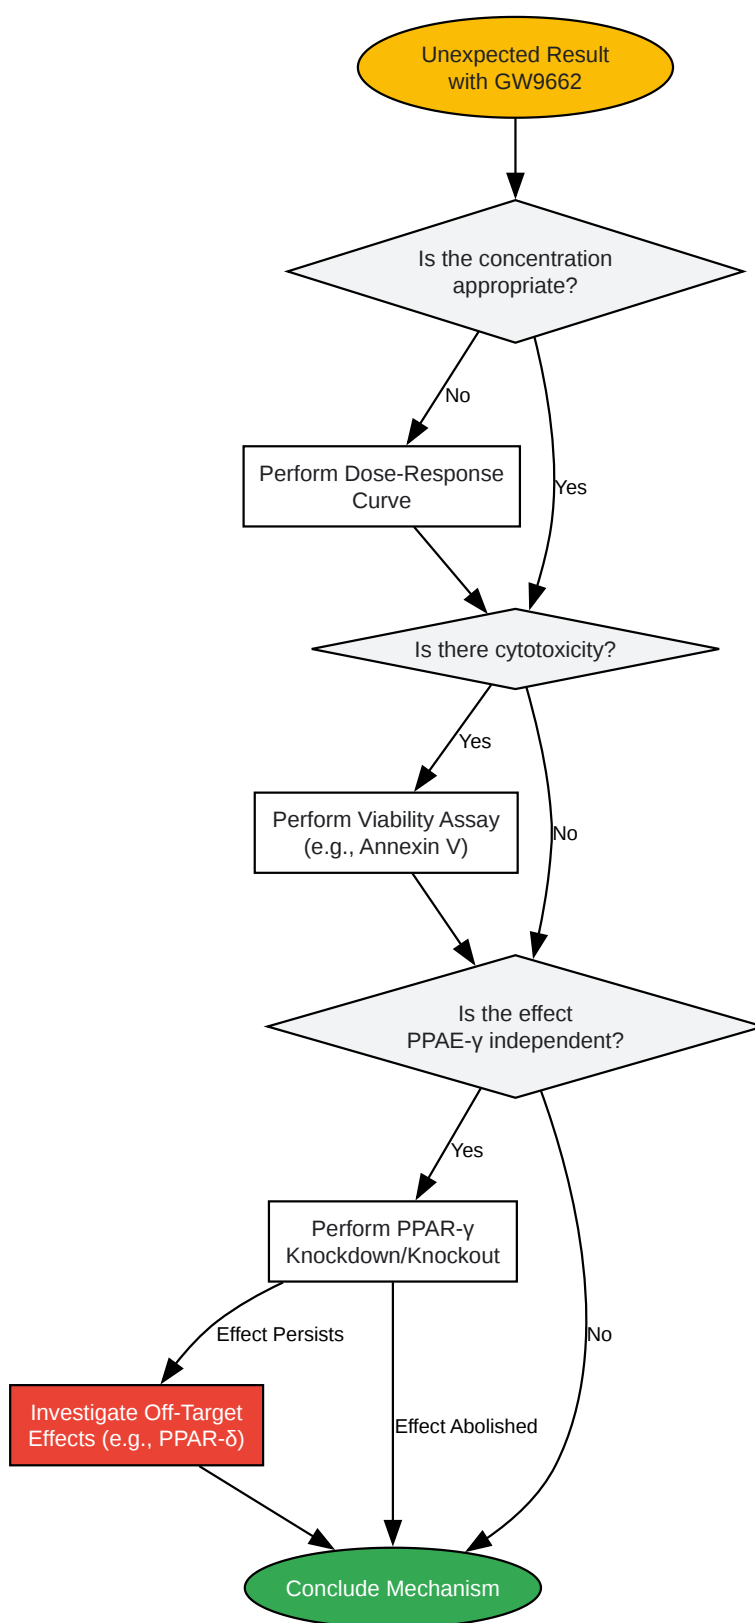 Unexpected Result
with GW9662
Is the concentration
appropriate?
No
Perform Dose-Response
Curve
Yes
Is there cytotoxicity?
Yes
Perform Viability Assay
(e.g., Annexin V)
No
Is the effect
PPAE-γ independent?
Yes
Perform PPAR-γ
Knockdown/Knockout
Effect Persists
No
Investigate Off-Target
Effects (e.g., PPAR-δ)
Effect Abolished
Conclude Mechanism